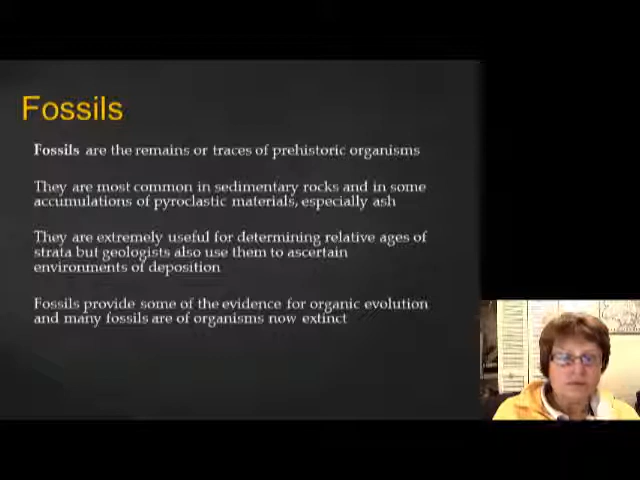 Fossils
Fossils are the remains or traces of prehistoric organisms
They are most common in sedimentary rocks and in some
accumulations of pyroclastic materials, especially ash
They are extremely useful for determining relative ages of
strata but geologists also use them to ascertain
environments of deposition
Fossils provide some of the evidence for organic evolution
and many fossils are of organisms now extinct